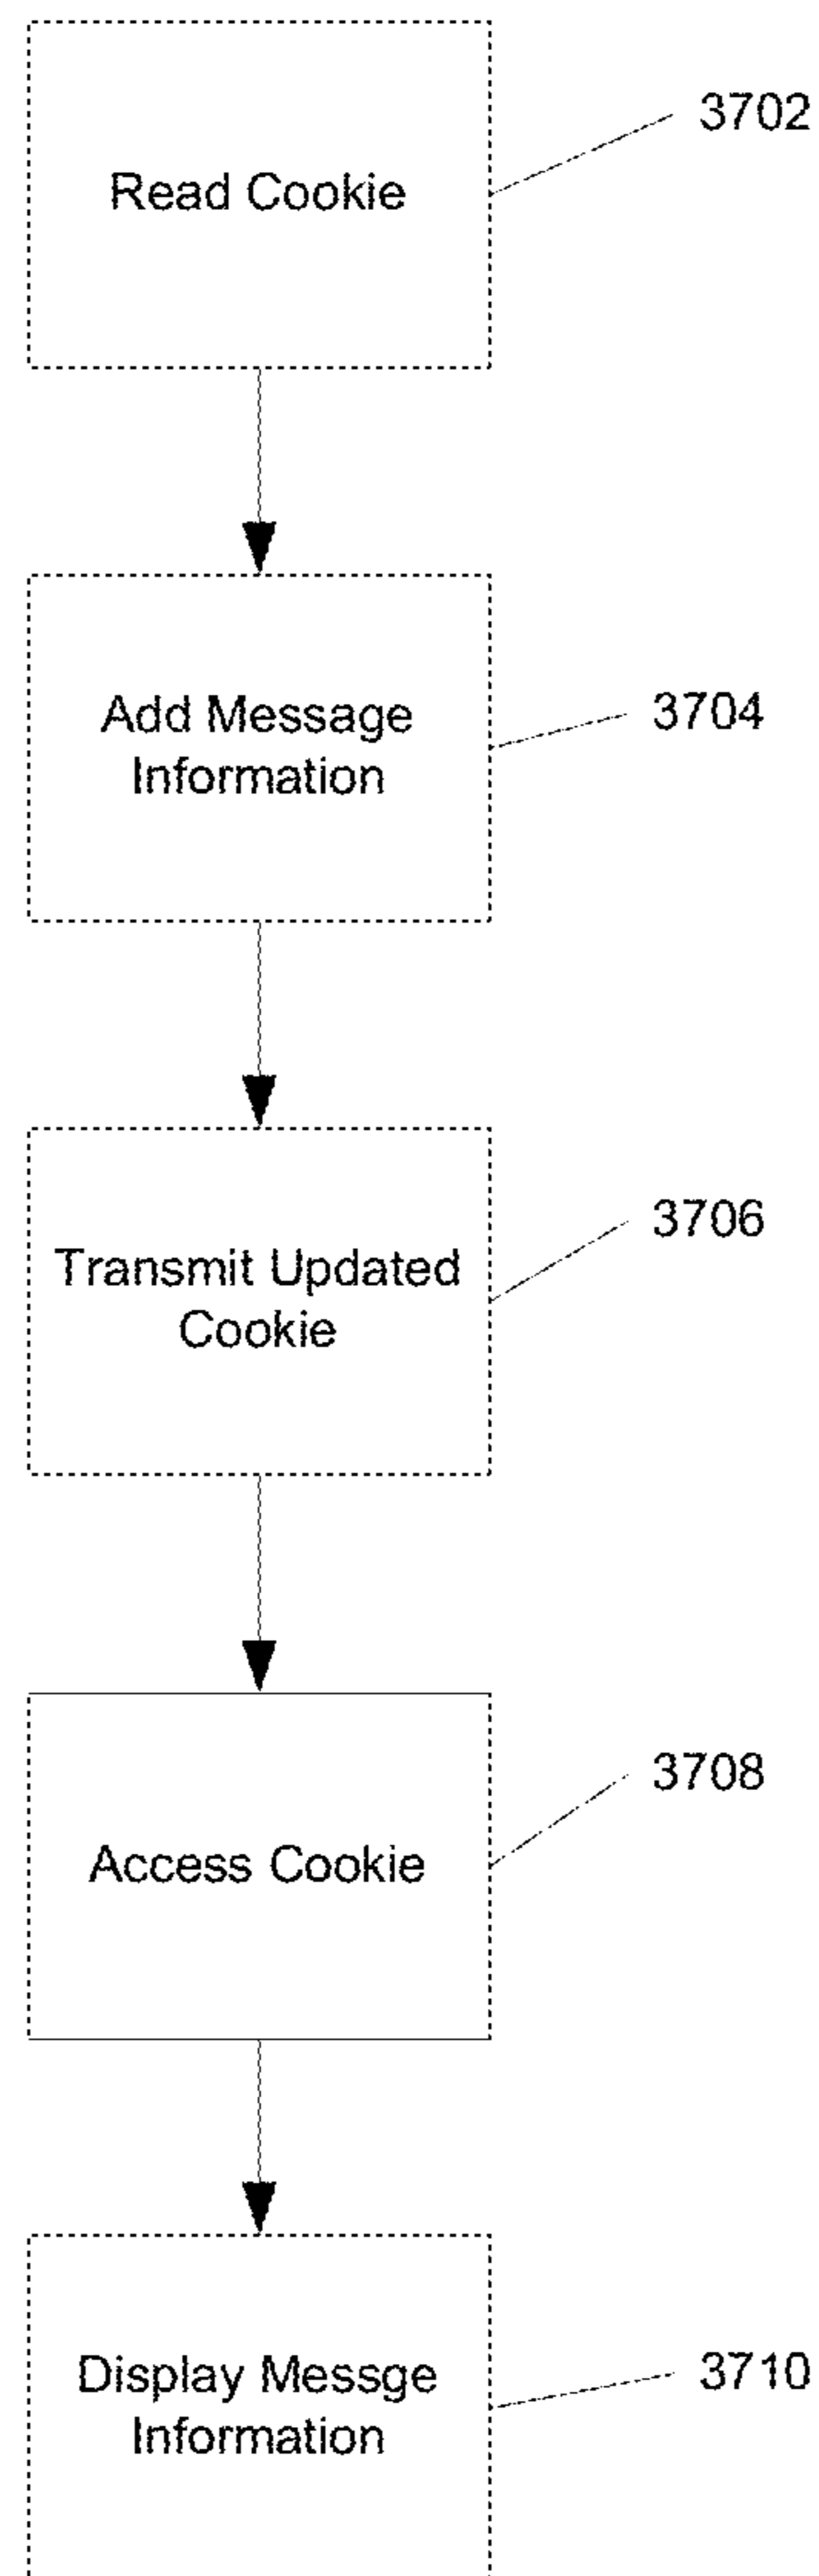 Read Cookie
3702
Add Message
Information
3704
Transmit Updated
Cookie
3706
Access Cookie
3708
Display Messge
Information
3710